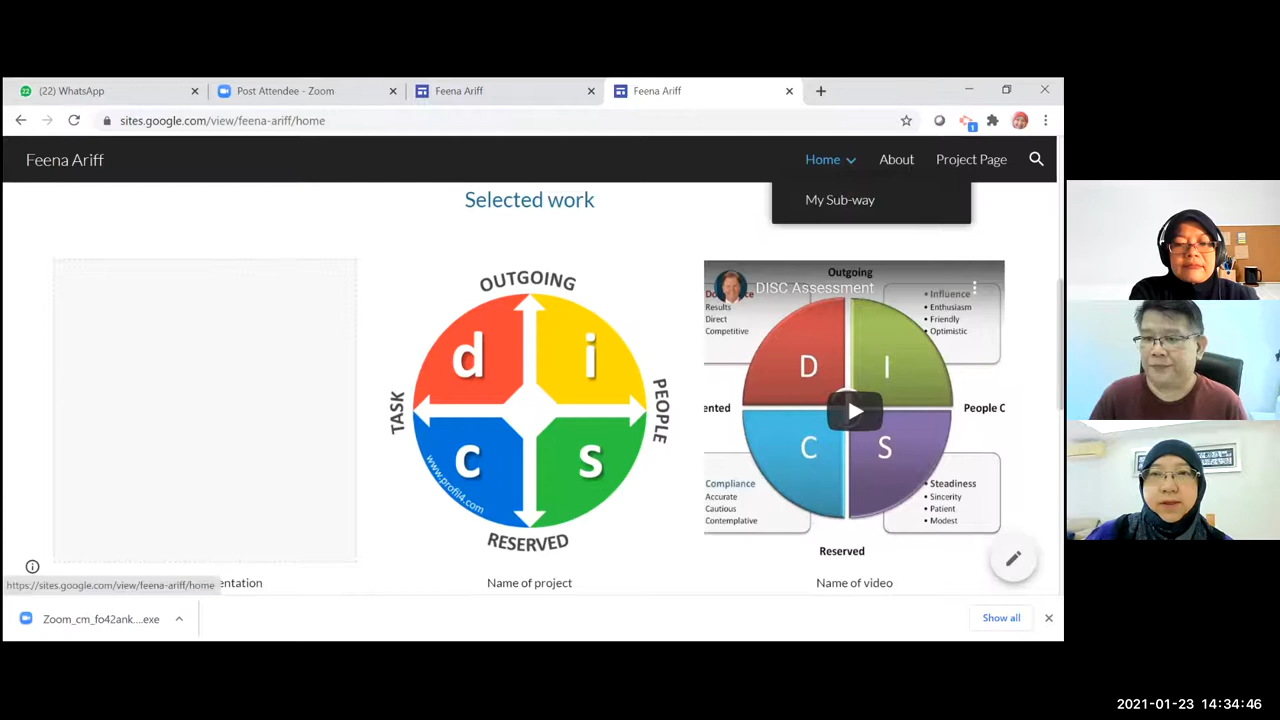 (22) WhatsApp
Post Attendee - Zoom
Feena Ariff
Feena Ariff
sites.google.com/view/feena-ariff/home
1
Feena Ariff
Home
About
Project Page
My Sub-way
Selected work
OUTGOING
TASK
PEOPLE
d
i
c
s
www.profil4.com
RESERVED
Outgoing
DISC Assessment
Results
Direct
Competitive
Influence
Enthusiasm
Friendly
Optimistic
D
I
C
S
ented
People C
Compliance
Accurate
Cautious
Contemplative
Steadiness
Sincerity
Patient
Modest
Reserved
https://sites.google.com/view/feena-ariff/home
entation
Name of project
Name of video
Zoom_cm_fo42ank....exe
Show all
2021-01-23 14:34:46